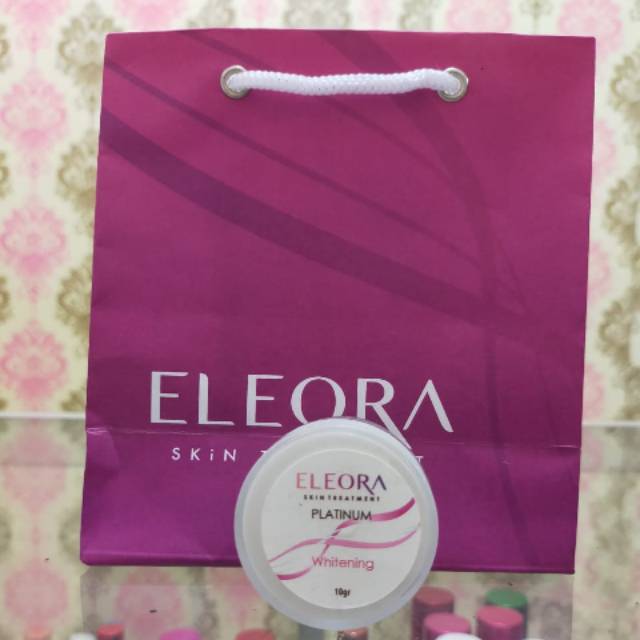 ELEORA
SKiN
ELEORA
SKIN TREATMENT
PLATINUM
Whitening
10gr